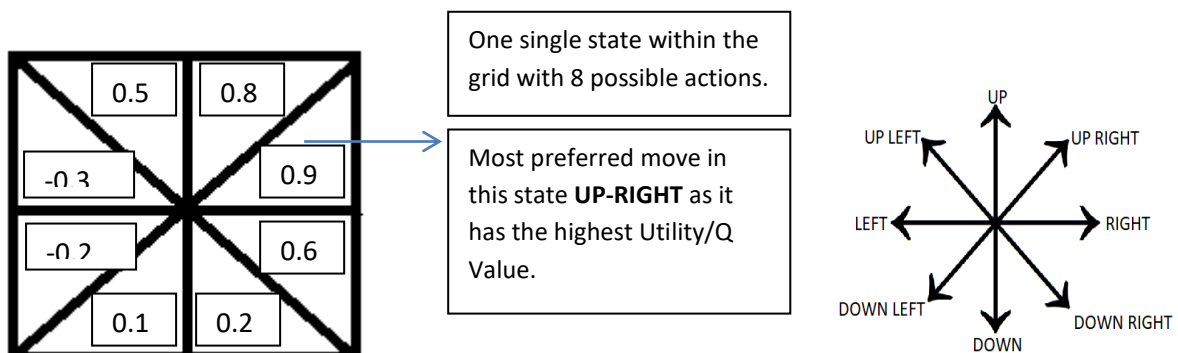 0.5
0.8
-0.3
0.9
-0.2
0.6
0.1
0.2
One single state within the
grid with 8 possible actions.
Most preferred move in
this state UP-RIGHT as it
has the highest Utility/Q
Value.
UP
UP LEFT
UP RIGHT
LEFT
RIGHT
DOWN LEFT
DOWN RIGHT
DOWN